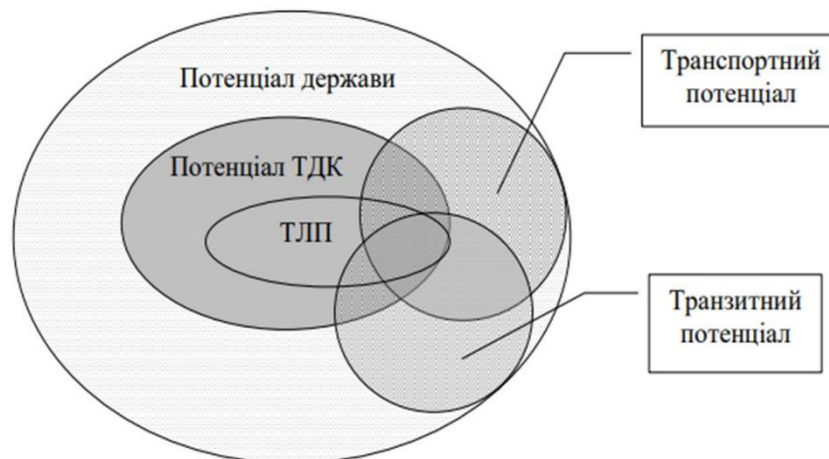 Потенціал держави
Транспортний
потенціал
Потенціал ТДК
ТЛП
Транзитний
потенціал